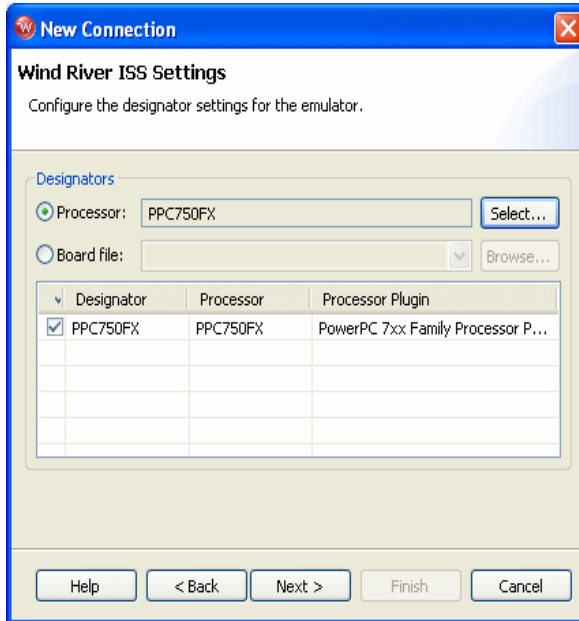 New Connection
Wind River ISS Settings
Configure the designator settings for the emulator.
Designators
Processor: PPC750FX Select...
Board file: Browse...
Designator Processor Processor Plugin
PPC750FX PPC750FX PowerPC 7xx Family Processor P...
Help < Back Next > Finish Cancel